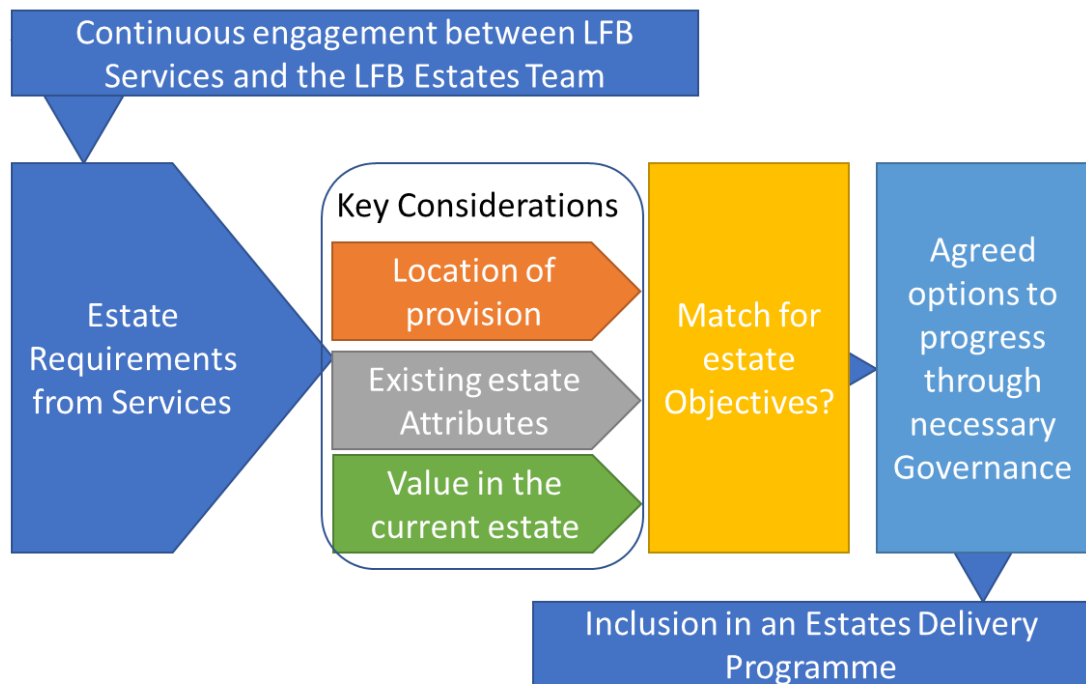 Continuous engagement between LFB
Services and the LFB Estates Team
Estate
Requirements
from Services
Key Considerations
Location of
provision
Existing estate
Attributes
Value in the
current estate
Match for
estate
Objectives?
Agreed
options to
progress
through
necessary
Governance
Inclusion in an Estates Delivery
Programme